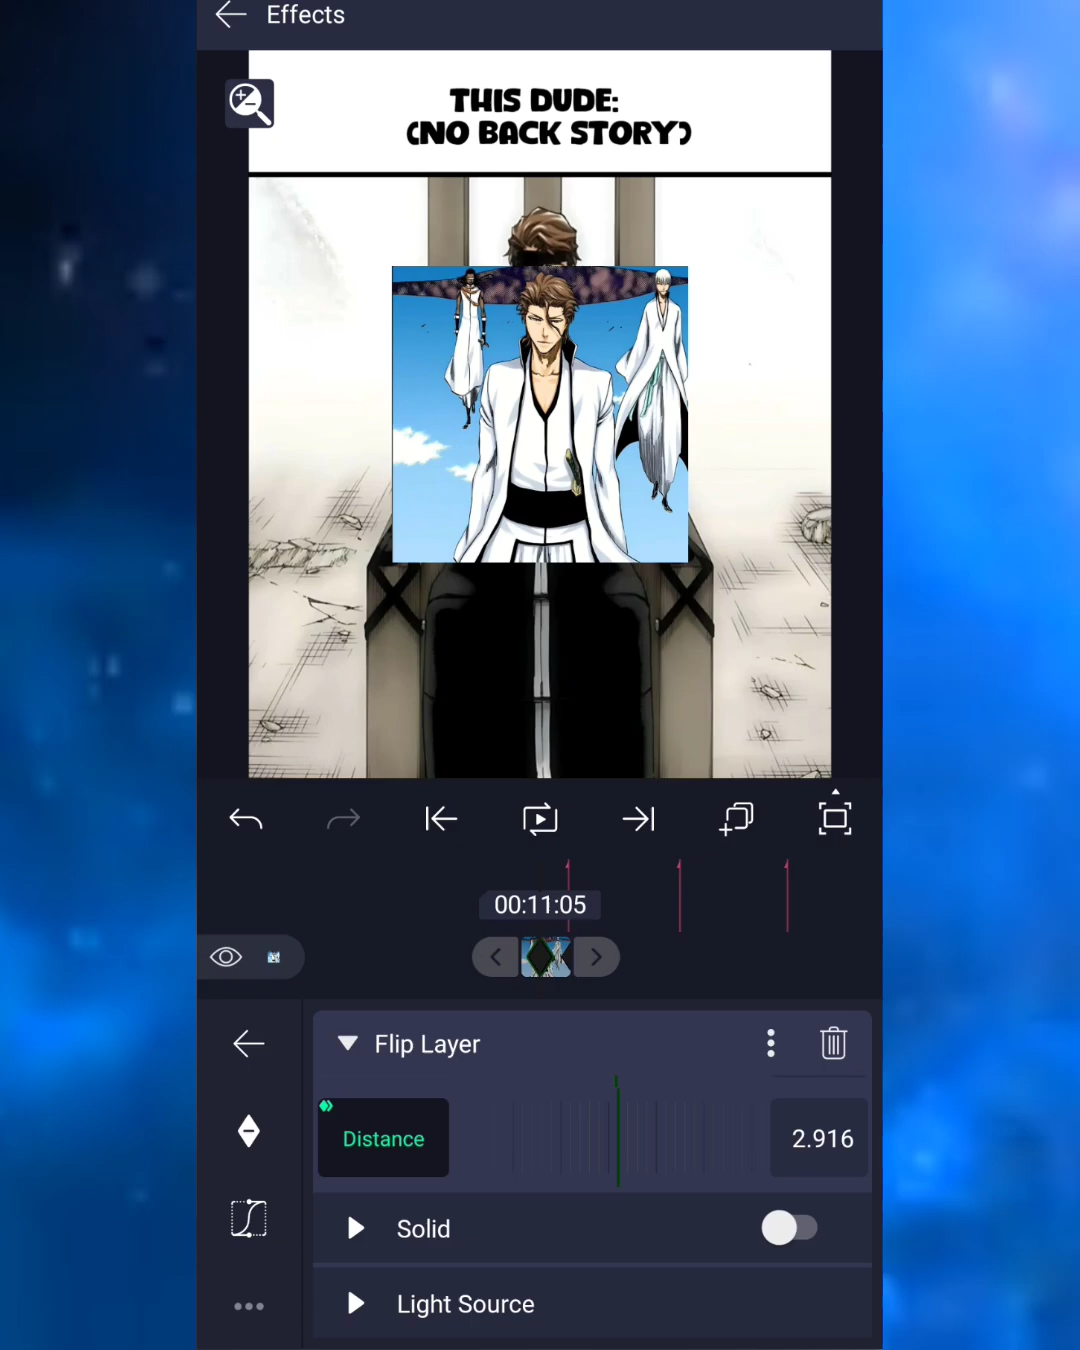 Effects
THIS DUDE:
(NO BACK STORY)
00:11:05
Flip Layer
Distance
2.916
Solid
Light Source